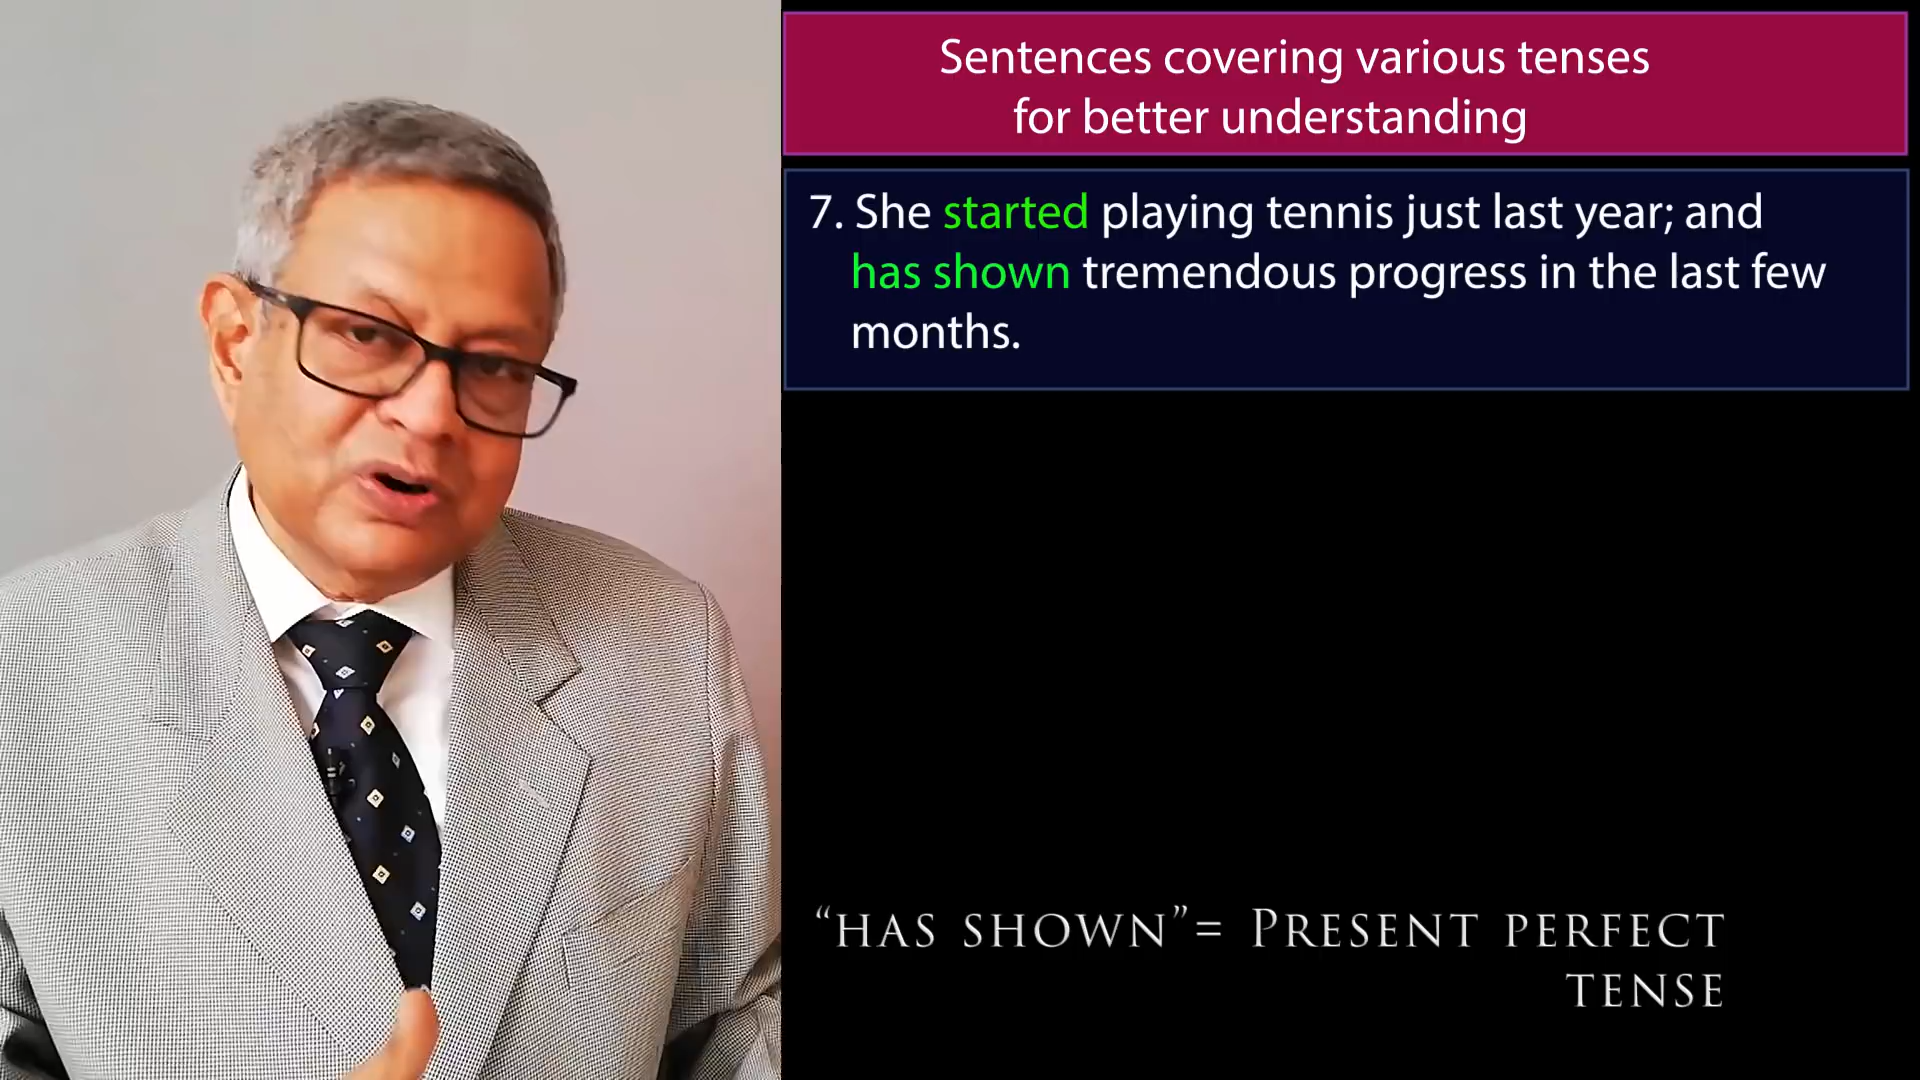 Sentences covering various tenses
for better understanding
7. She started playing tennis just last year; and
has shown tremendous progress in the last few
months.
“HAS SHOWN”= PRESENT PERFECT
TENSE